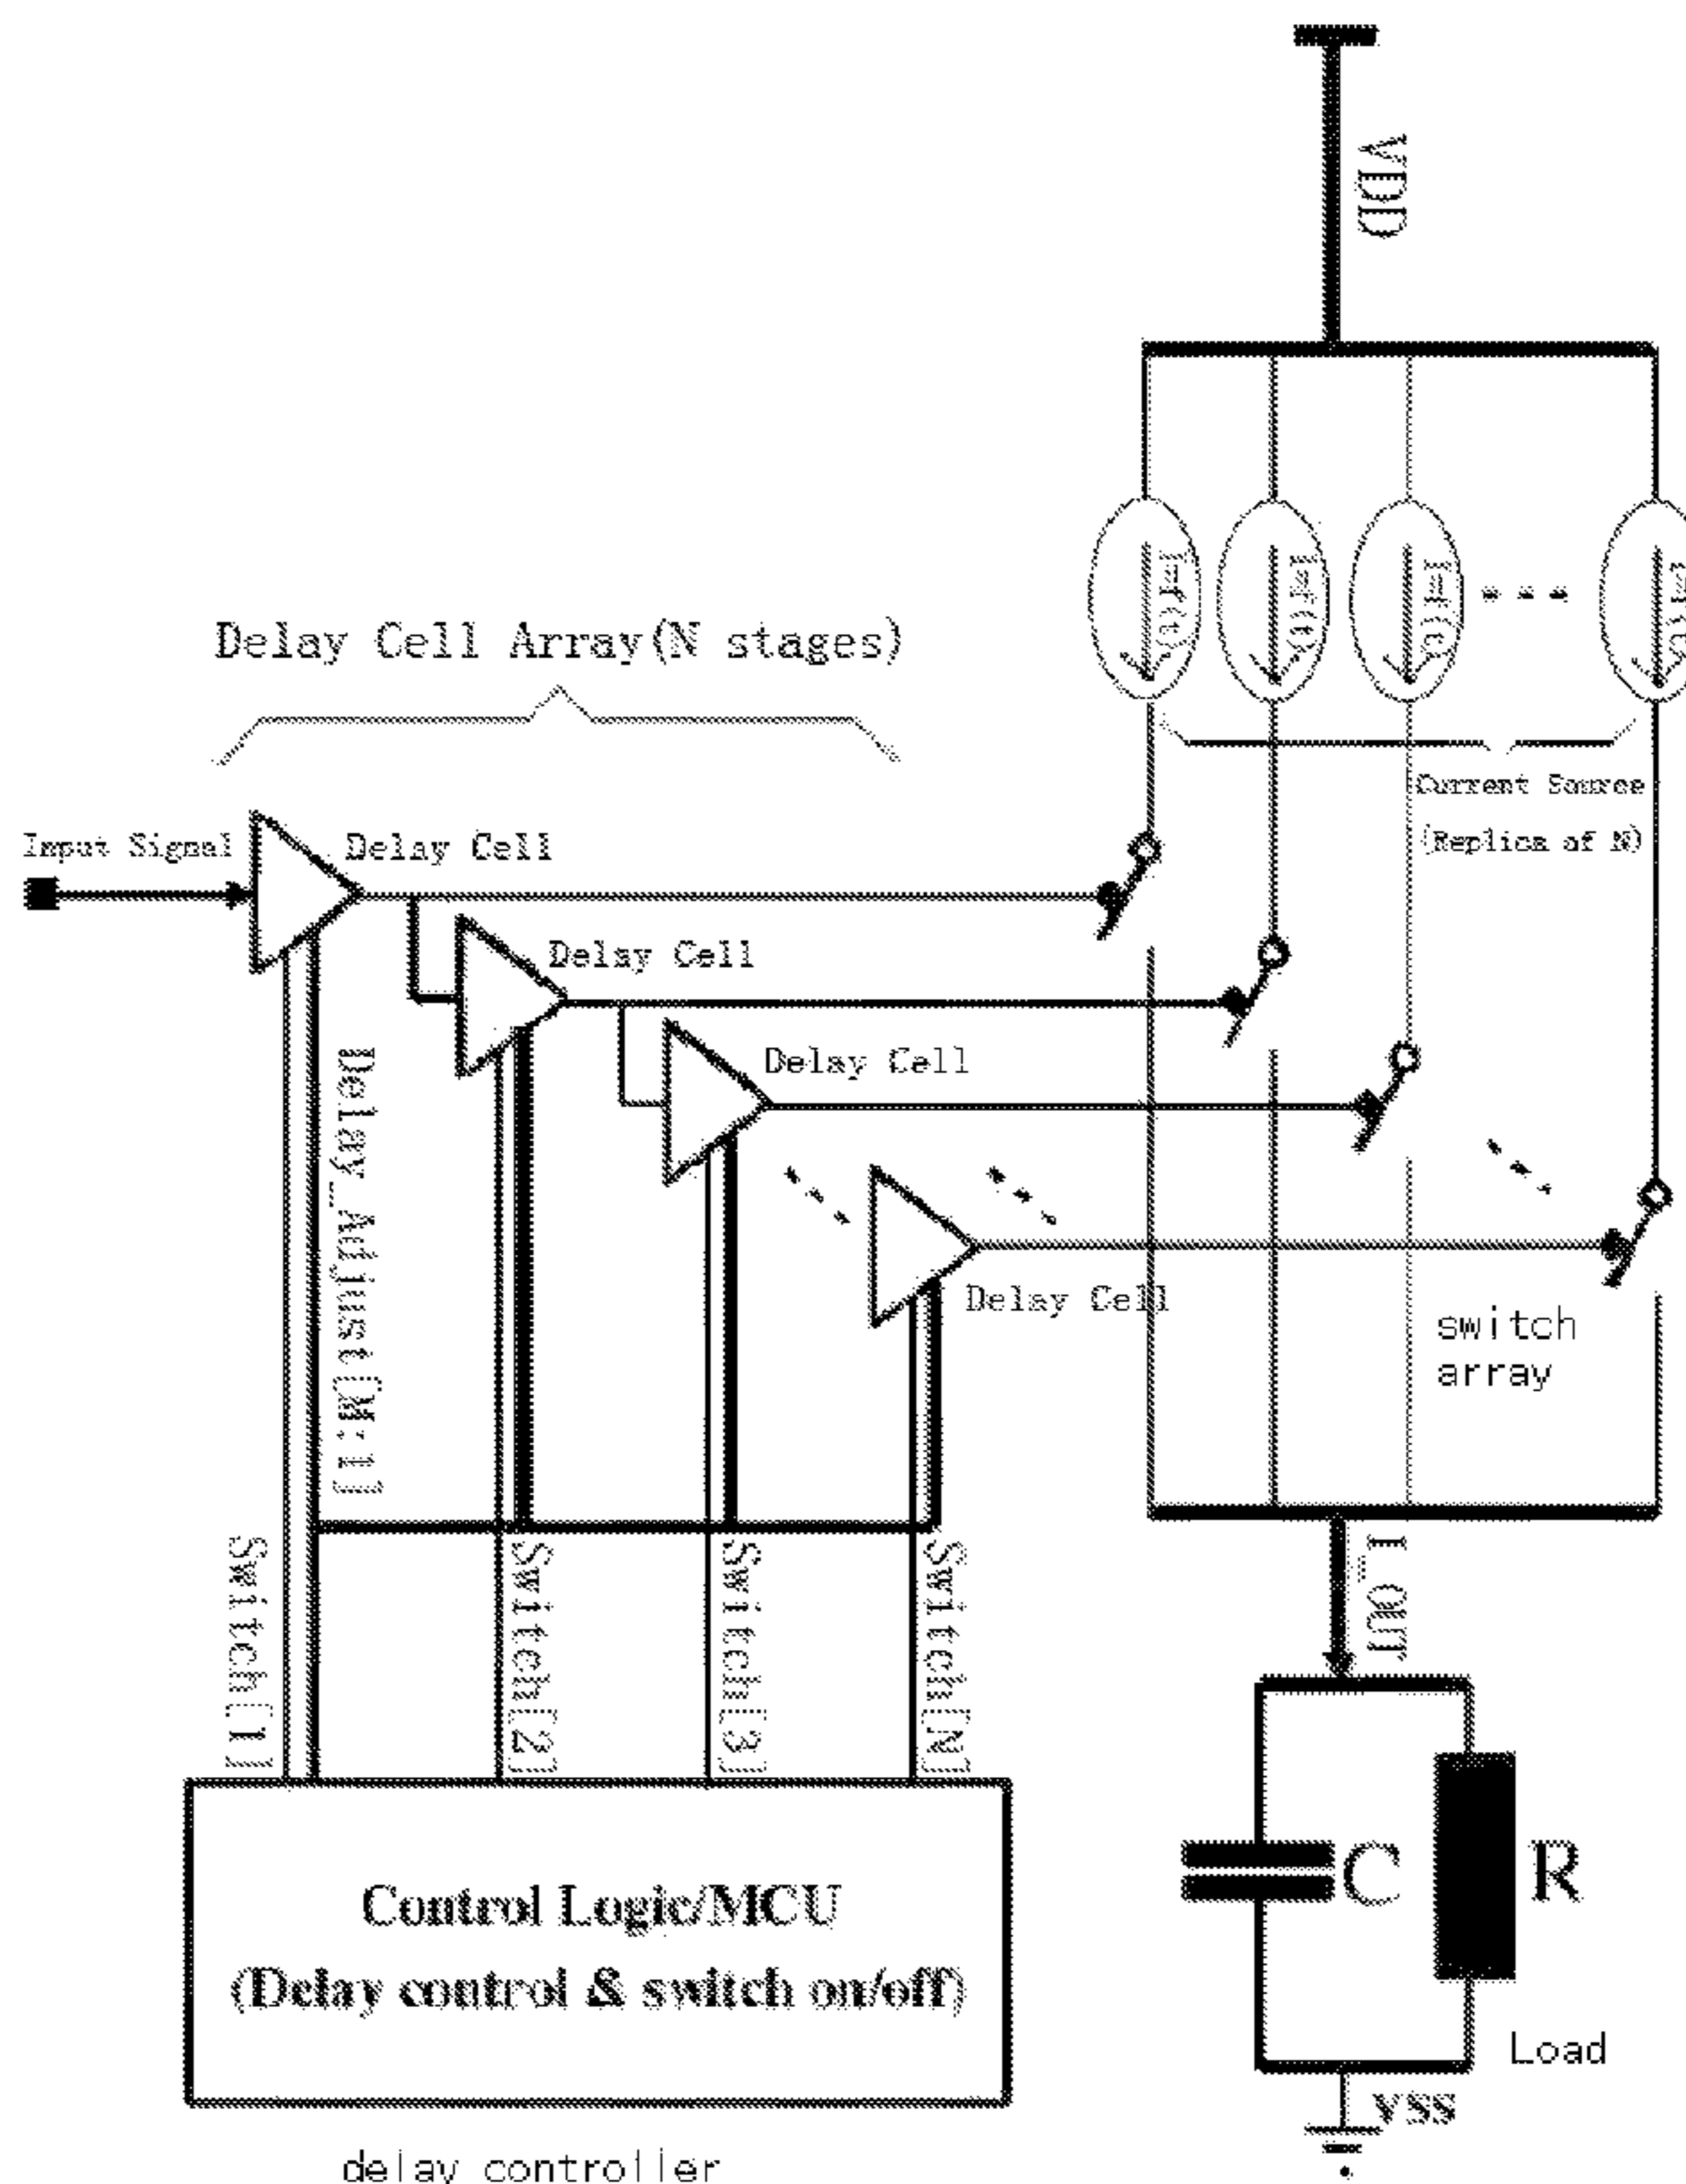 VDD
I=f(t)
I=f(t)
I=f(t)
Delay Cell Array(N stages)
Current Source
(Replica of N)
Input Signal
Delay Cell
Delay Cell
Delay Cell
Delay Cell
switch
array
Delay_Adjust[M:1]
Switch[1]
Switch[2]
Switch[3]
Switch[N]
I_OUT
C
R
Control Logic/MCU
(Delay control & switch on/off)
Load
VSS
delay controller